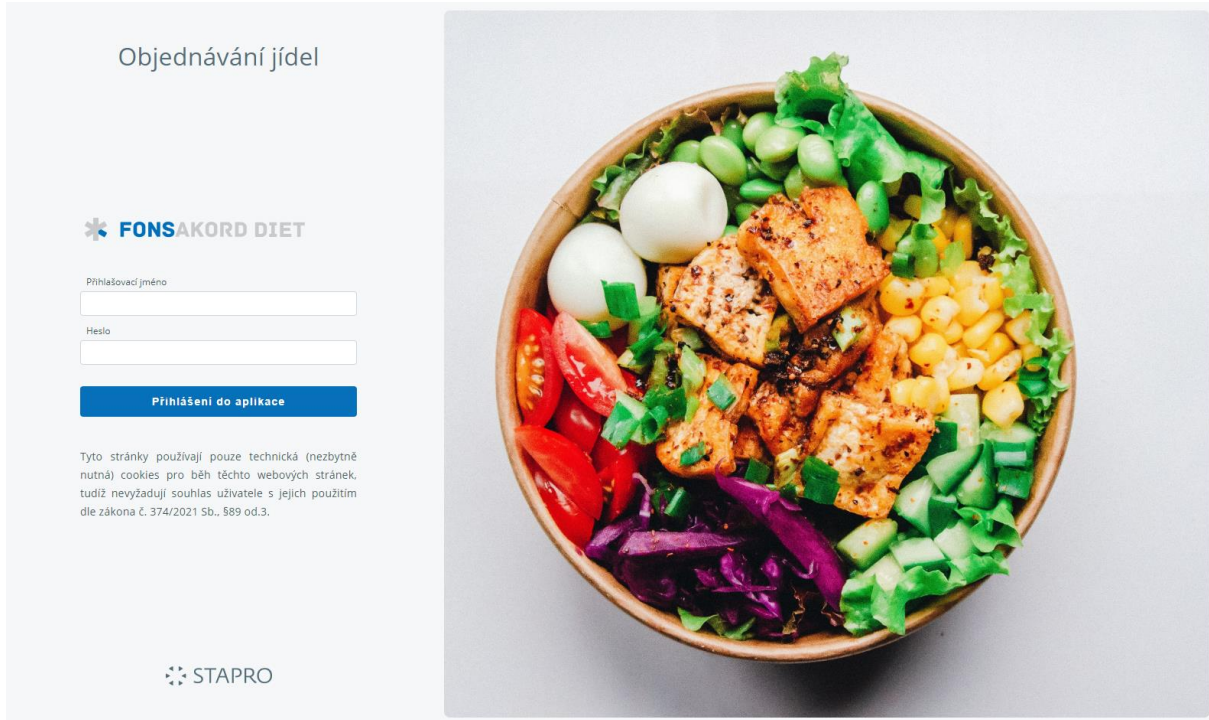 Objednávání jídel
FONSAKORD DIET
Přihlašovací jméno
Heslo
Přihlášení do aplikace
Tyto stránky používají pouze technická (nezbytně
nutná) cookies pro běh těchto webových stránek,
tudíž nevyžadují souhlas uživatele s jejich použitím
dle zákona č. 374/2021 Sb., §89 od.3.
STAPRO